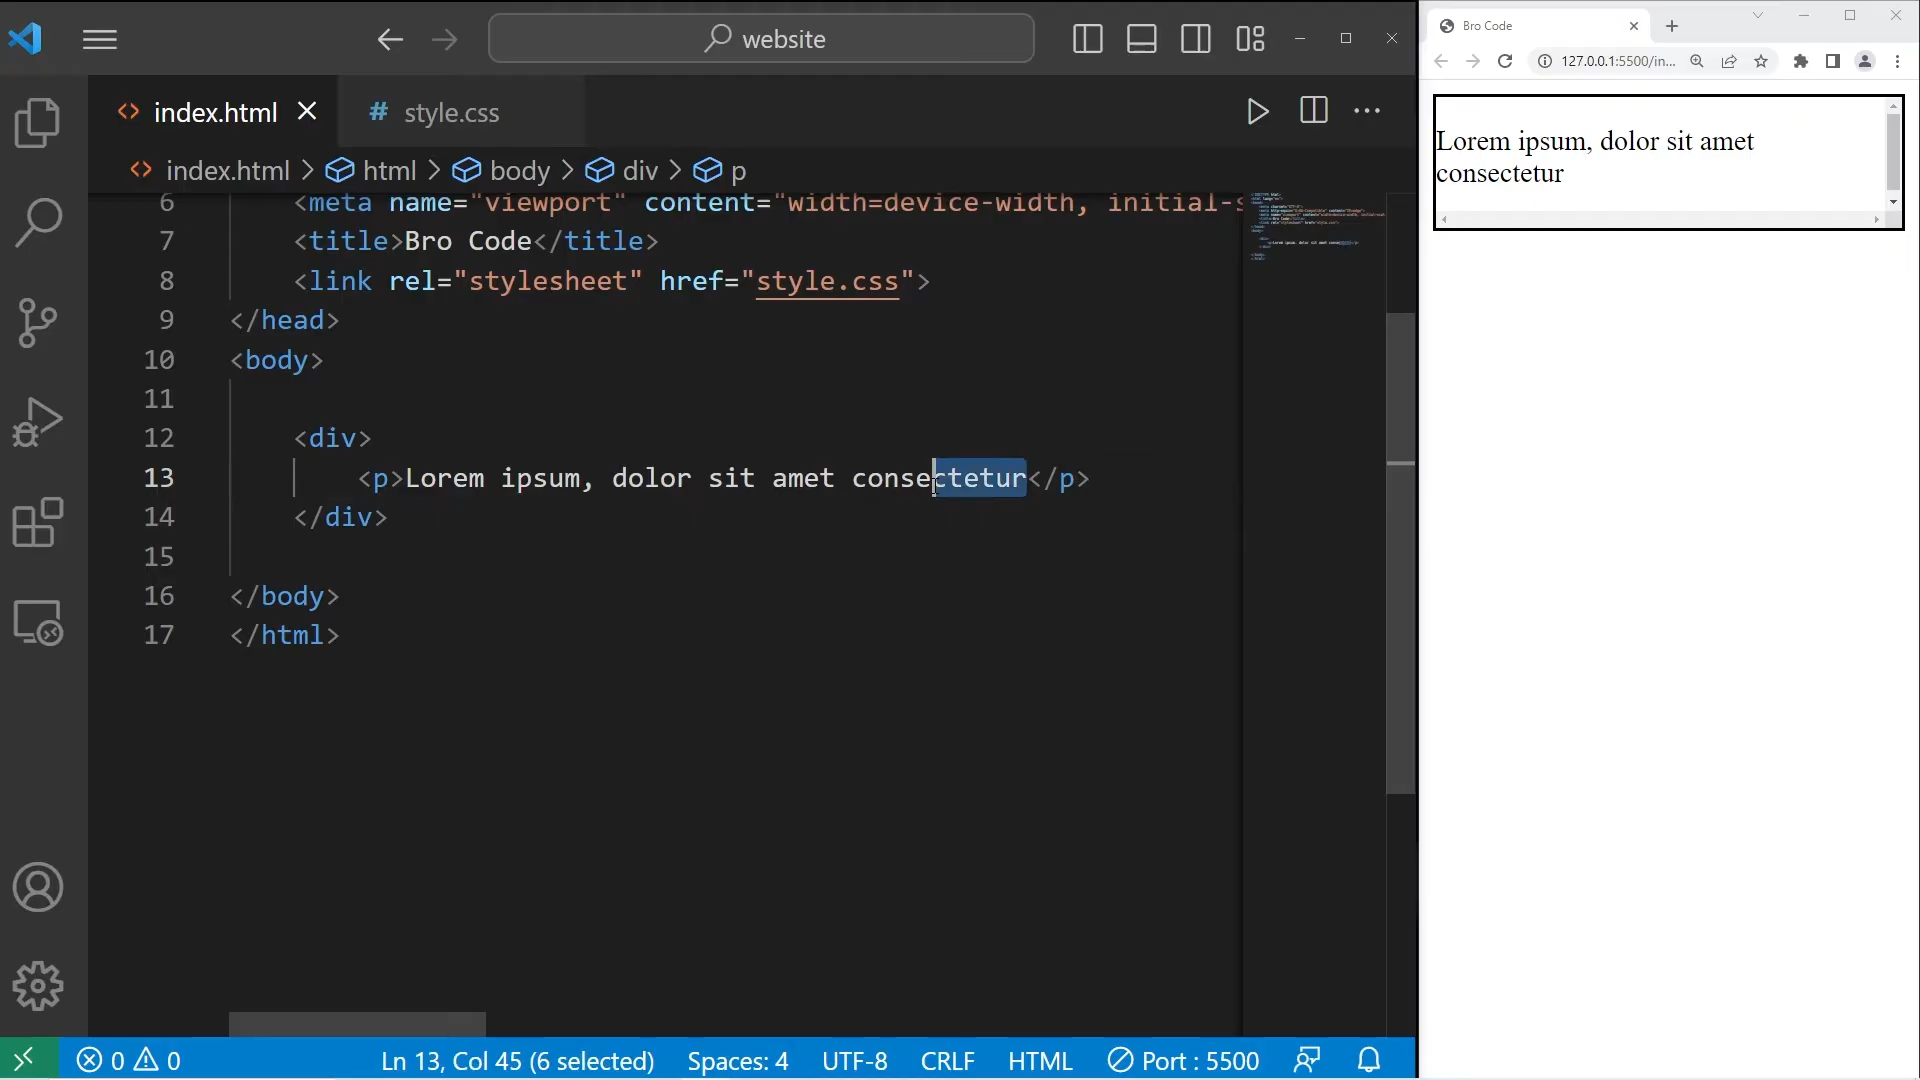 website
index.html
style.css
index.html > html > body > div > p
6 <meta name="viewport" content="width=device-width, initial-s
7 <title>Bro Code</title>
8 <link rel="stylesheet" href="style.css">
9 </head>
10 <body>
11
12 <div>
13 <p>Lorem ipsum, dolor sit amet consectetur</p>
14 </div>
15
16 </body>
17 </html>
0 0
Ln 13, Col 45 (6 selected)
Spaces: 4
UTF-8
CRLF
HTML
Port : 5500
Bro Code
127.0.0.1:5500/in...
Lorem ipsum, dolor sit amet
consectetur